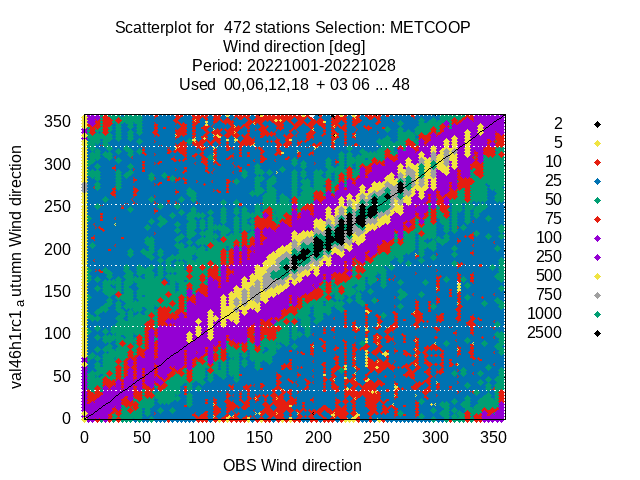 Scatterplot for 472 stations Selection: METCOOP
Wind direction [deg]
Period: 20221001-20221028
Used 00,06,12,18 + 03 06 ... 48
val46h1rc1 a utumn Wind direction
350
300
250
200
150
100
50
0
0 50 100 150 200 250 300 350
OBS Wind direction
2
5
10
25
50
75
100
250
500
750
1000
2500